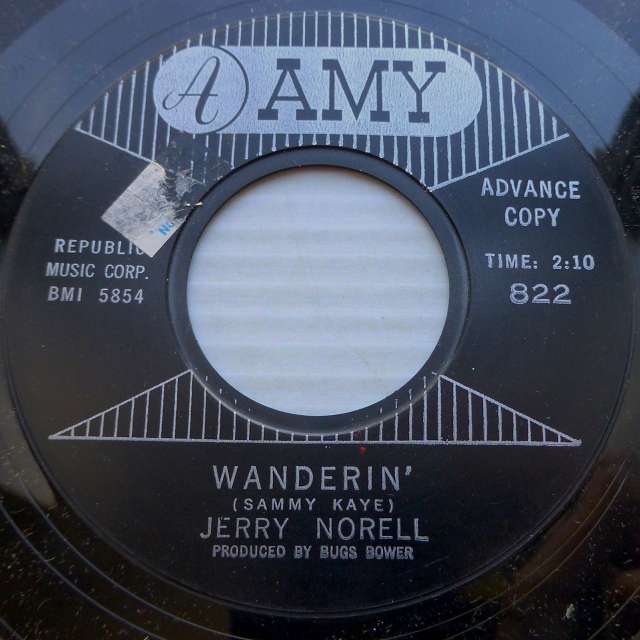 A AMY
ADVANCE
COPY
REPUBLIC
MUSIC CORP.
BMI 5854
TIME: 2:10
822
WANDERIN'
(SAMMY KAYE)
JERRY NORELL
PRODUCED BY BUGS BOWER